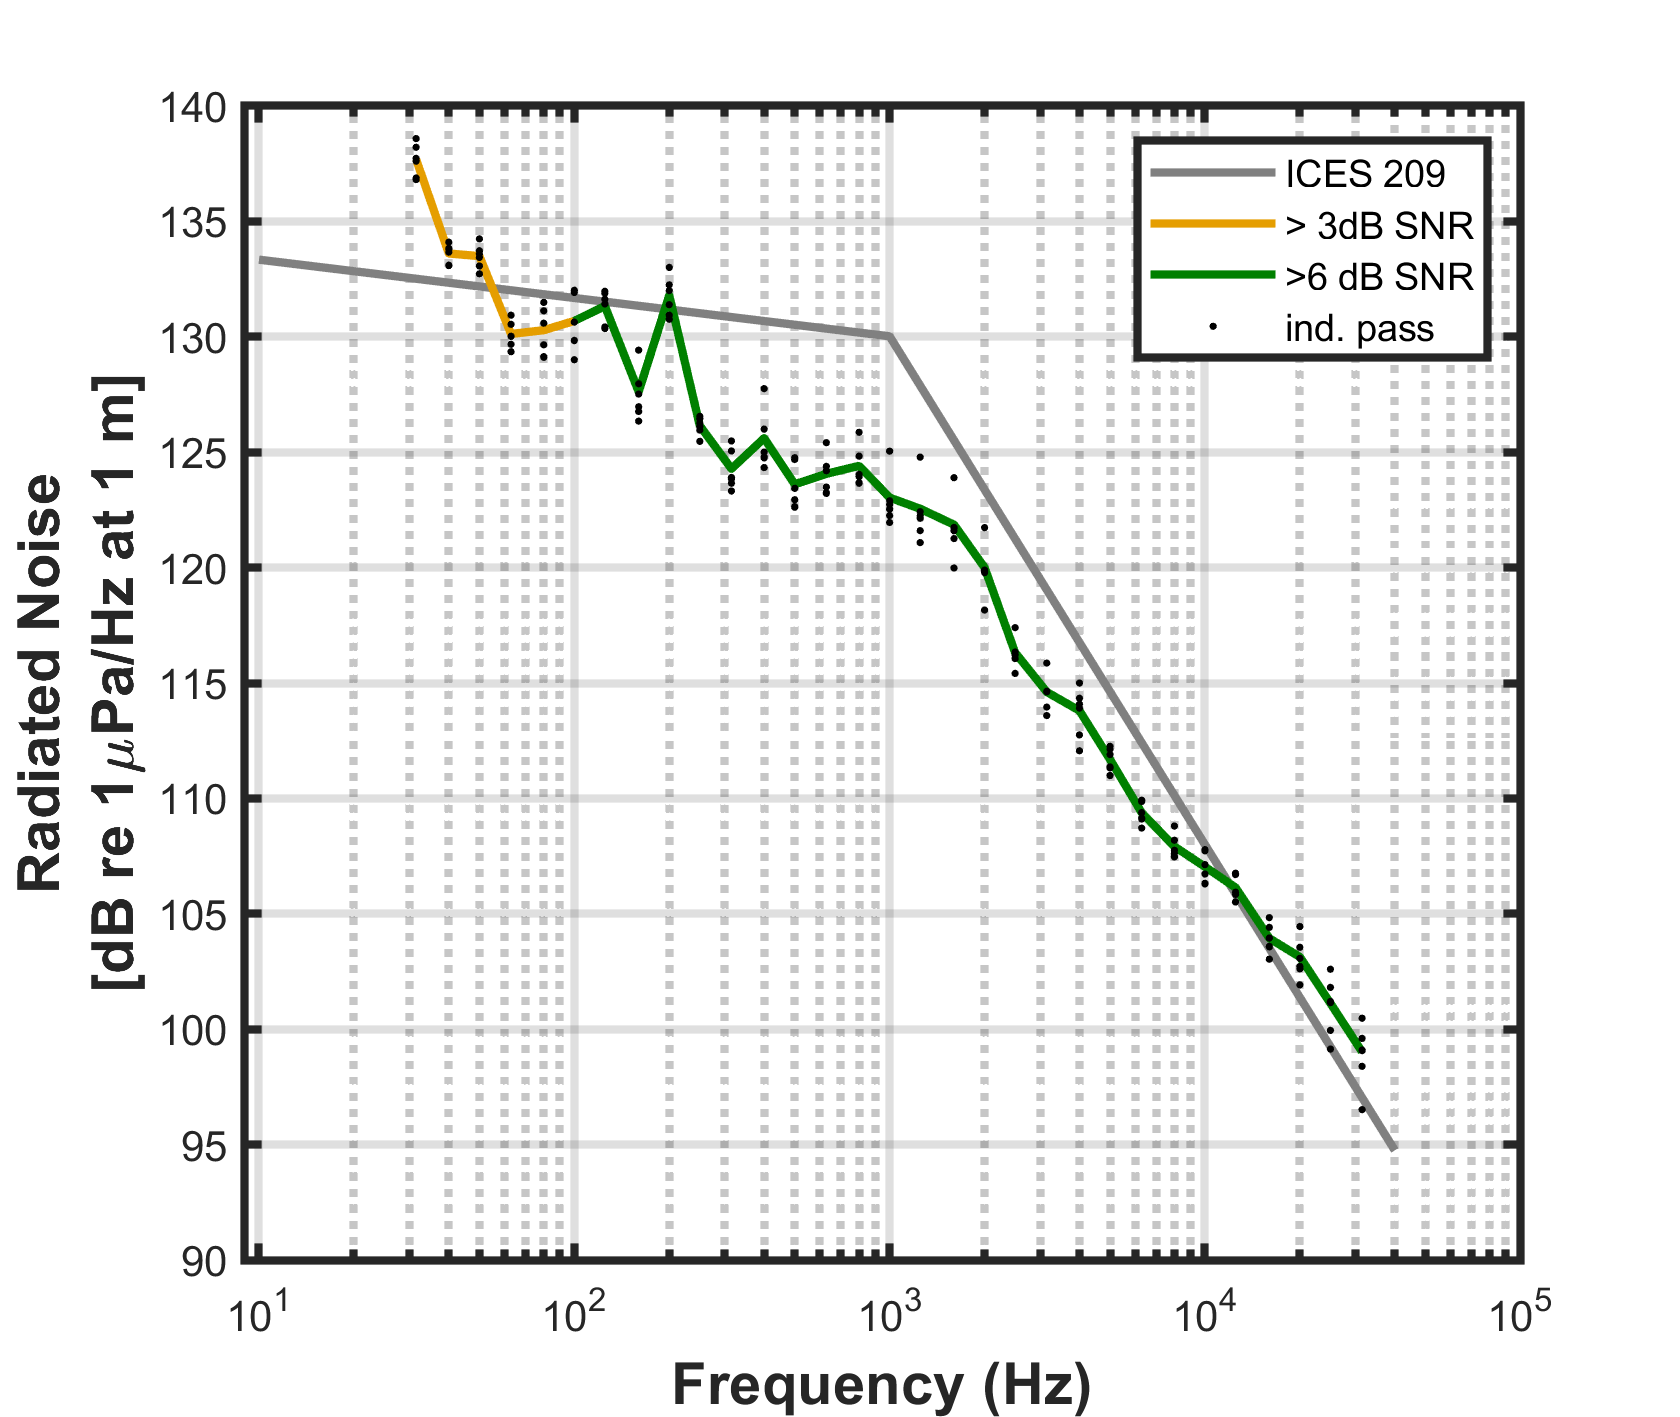 140
135
130
125
120
115
110
105
100
95
90
Radiated Noise
[dB re 1 μPa/Hz at 1 m]
ICES 209
> 3dB SNR
>6 dB SNR
ind. pass
10¹ 10² 10³ 10⁴ 10⁵
Frequency (Hz)